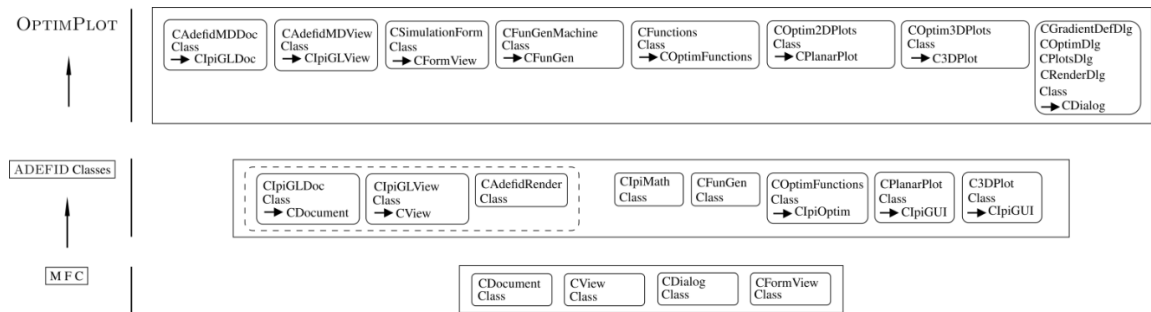 OPTIMPLOT
CAdefidMDDoc
Class
→ CIpiGLDoc
CAdefidMDView
Class
→ CIpiGLView
CSimulationForm
Class
→ CFormView
CFunGenMachine
Class
→ CFunGen
CFunctions
Class
→ COptimFunctions
COptim2DPlots
Class
→ CPlanarPlot
COptim3DPlots
Class
→ C3DPlot
CGradientDefDlg
COptimDlg
CPlotsDlg
CRenderDlg
Class
→ CDialog
ADEFID Classes
CIpiGLDoc
Class
→ CDocument
CIpiGLView
Class
→ CView
CAdefidRender
Class
CIpiMath
Class
CFunGen
Class
COptimFunctions
Class
→ CIpiOptim
CPlanarPlot
Class
→ CIpiGUI
C3DPlot
Class
→ CIpiGUI
M F C
CDocument
Class
CView
Class
CDialog
Class
CFormView
Class